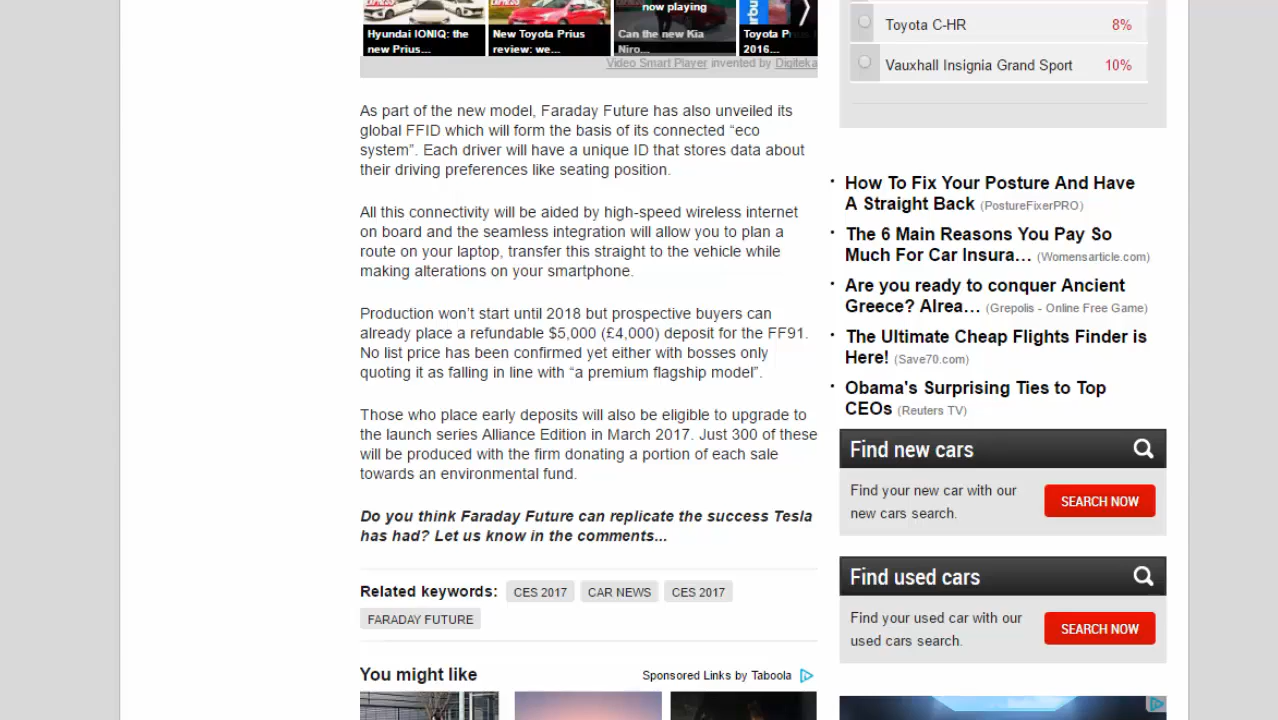 EXPRESS
EXPRESS
now playing
Hyundai IONIQ: the
new Prius...
New Toyota Prius
review: we...
Can the new Kia
Niro...
Toyota P
2016...
Video Smart Player invented by Digiteka
As part of the new model, Faraday Future has also unveiled its
global FFID which will form the basis of its connected “eco
system”. Each driver will have a unique ID that stores data about
their driving preferences like seating position.
All this connectivity will be aided by high-speed wireless internet
on board and the seamless integration will allow you to plan a
route on your laptop, transfer this straight to the vehicle while
making alterations on your smartphone.
Production won’t start until 2018 but prospective buyers can
already place a refundable $5,000 (£4,000) deposit for the FF91.
No list price has been confirmed yet either with bosses only
quoting it as falling in line with “a premium flagship model”.
Those who place early deposits will also be eligible to upgrade to
the launch series Alliance Edition in March 2017. Just 300 of these
will be produced with the firm donating a portion of each sale
towards an environmental fund.
Do you think Faraday Future can replicate the success Tesla
has had? Let us know in the comments...
Related keywords: CES 2017 CAR NEWS CES 2017
FARADAY FUTURE
You might like Sponsored Links by Taboola
Toyota C-HR 8%
Vauxhall Insignia Grand Sport 10%
How To Fix Your Posture And Have
A Straight Back (PostureFixerPRO)
The 6 Main Reasons You Pay So
Much For Car Insura… (Womensarticle.com)
Are you ready to conquer Ancient
Greece? Alrea… (Grepolis - Online Free Game)
The Ultimate Cheap Flights Finder is
Here! (Save70.com)
Obama's Surprising Ties to Top
CEOs (Reuters TV)
Find new cars
Find your new car with our
new cars search.
SEARCH NOW
Find used cars
Find your used car with our
used cars search.
SEARCH NOW